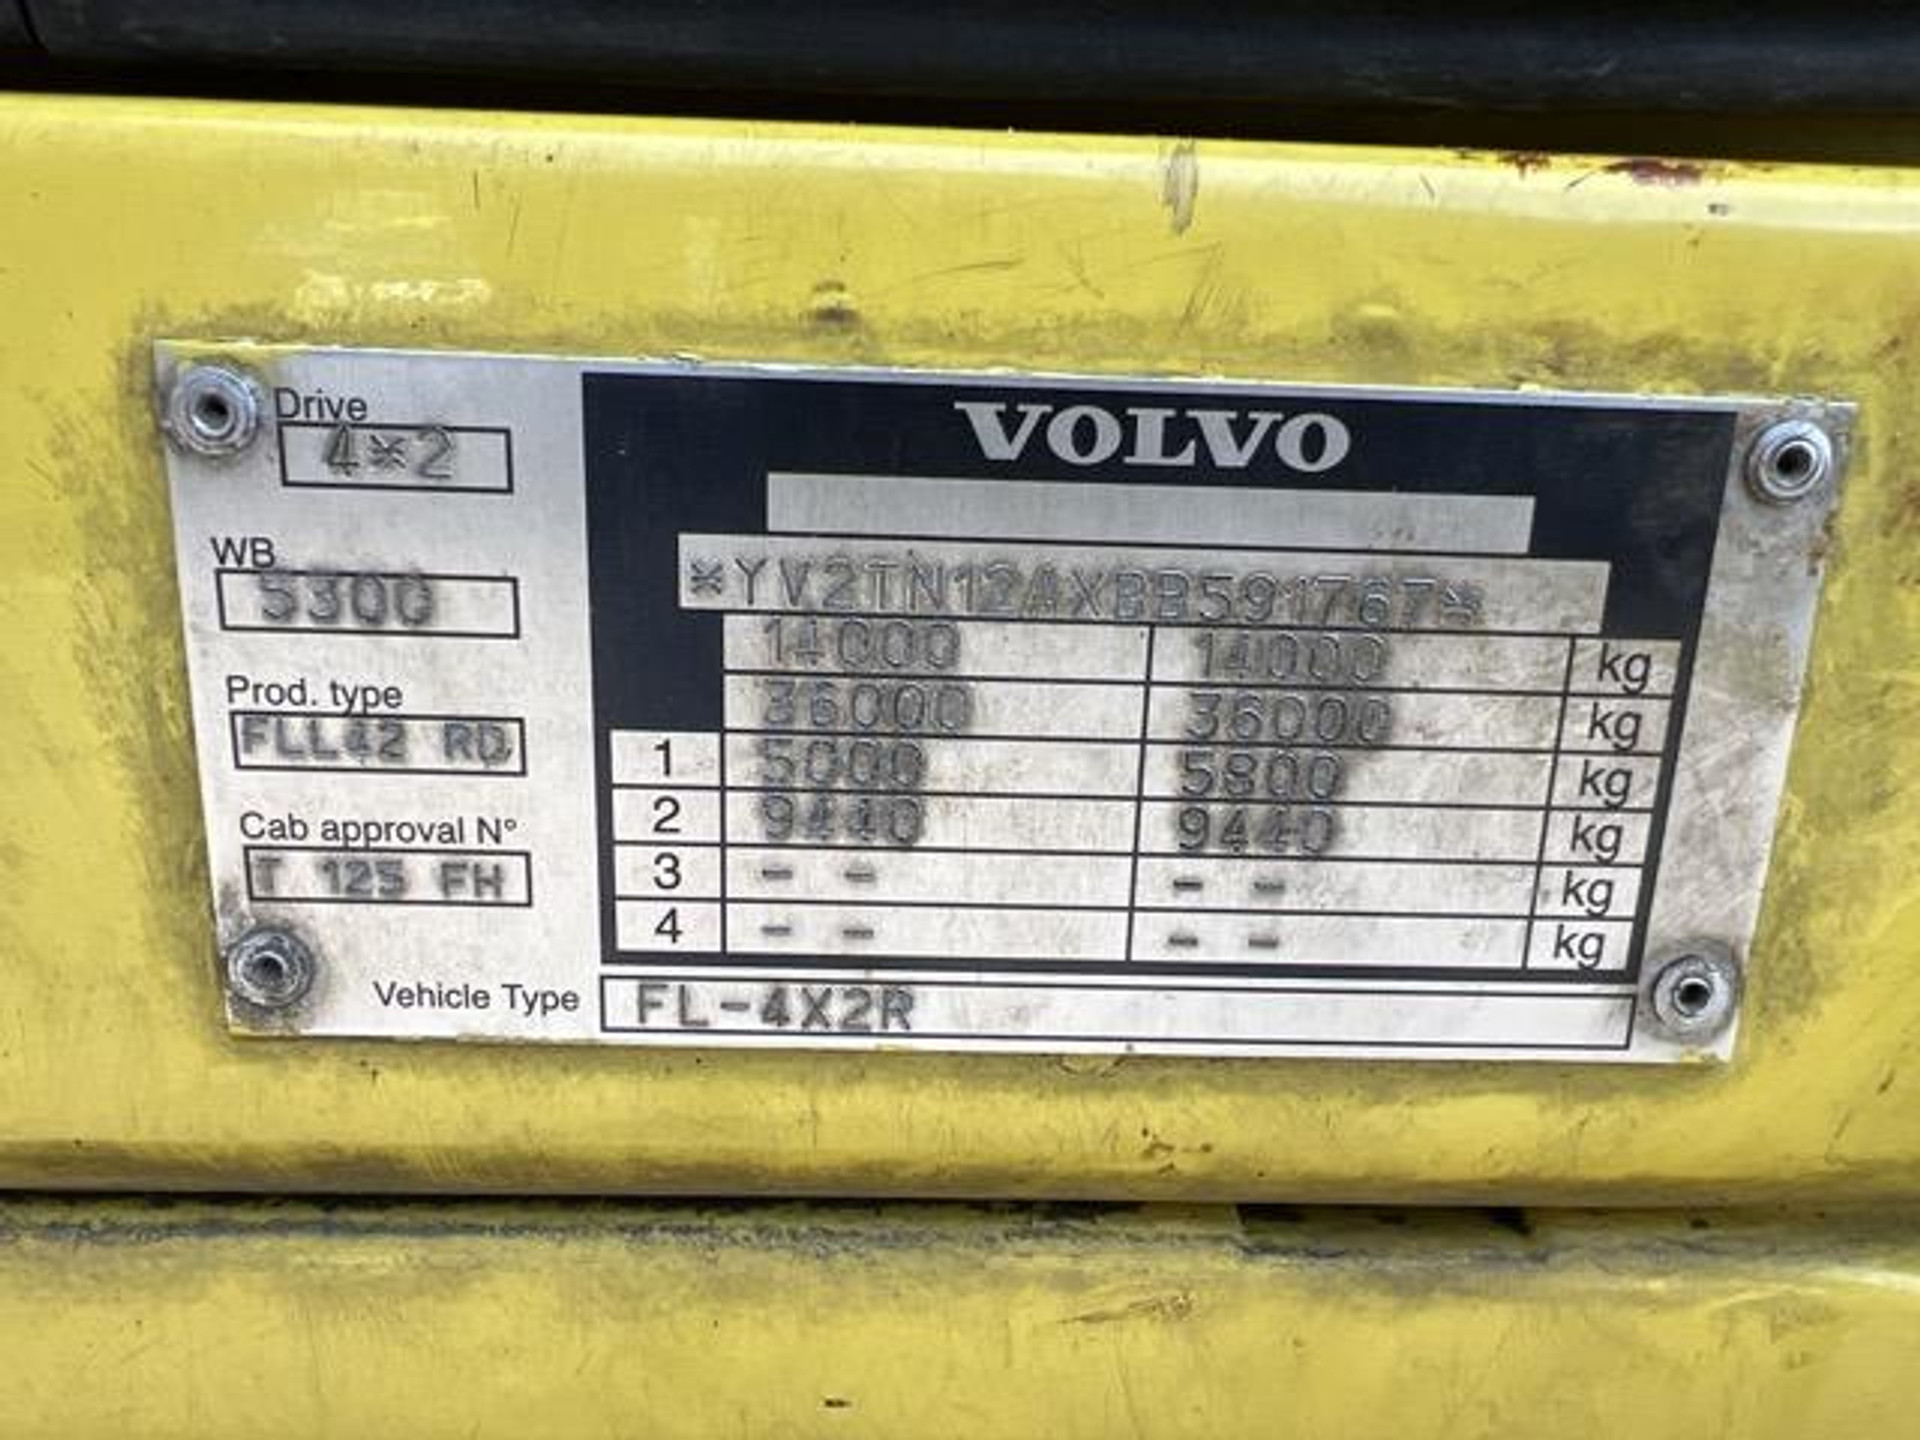 Drive
4*2
WB
5300
Prod. type
FLL42 RD
Cab approval N°
T 125 FH
VOLVO
*YV2TN12AXBB591767*
14000 14000 kg
36000 36000 kg
1 5000 5800 kg
2 9440 9440 kg
3 - - - - kg
4 - - - - kg
Vehicle Type FL-4X2R